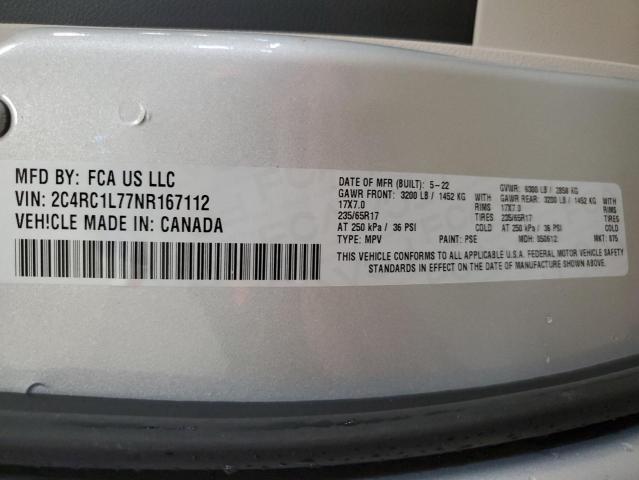 MFD BY: FCA US LLC
VIN: 2C4RC1L77NR167112
VEHICLE MADE IN: CANADA
DATE OF MFR (BUILT): 5-22 GVWR: 6300 LB / 2858 KG
GAWR FRONT: 3200 LB / 1452 KG WITH GAWR REAR: 3200 LB / 1452 KG WITH
17X7.0 RIMS 17X7.0 RIMS
235/65R17 TIRES 235/65R17 TIRES
AT 250 kPa / 36 PSI COLD AT 250 kPa / 36 PSI COLD
TYPE: MPV PAINT: PSE MDH: 050612 MKT: 875
THIS VEHICLE CONFORMS TO ALL APPLICABLE U.S.A. FEDERAL MOTOR VEHICLE SAFETY
STANDARDS IN EFFECT ON THE DATE OF MANUFACTURE SHOWN ABOVE.